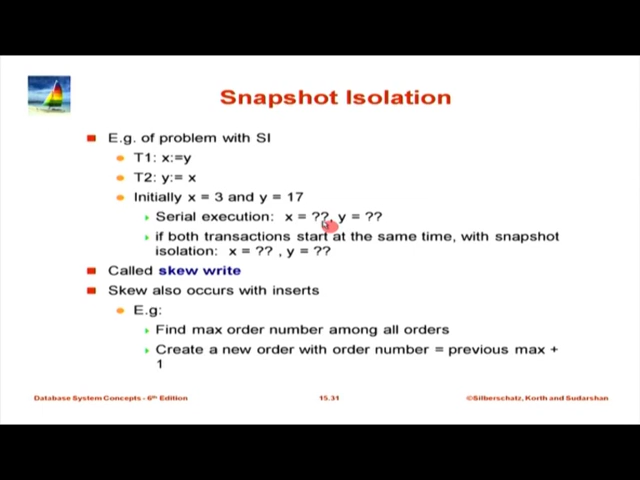 Snapshot Isolation
E.g. of problem with SI
T1: x:=y
T2: y:= x
Initially x = 3 and y = 17
Serial execution: x = ??, y = ??
if both transactions start at the same time, with snapshot
isolation: x = ?? , y = ??
Called skew write
Skew also occurs with inserts
E.g:
Find max order number among all orders
Create a new order with order number = previous max +
1
Database System Concepts - 6th Edition
15.31
©Silberschatz, Korth and Sudarshan